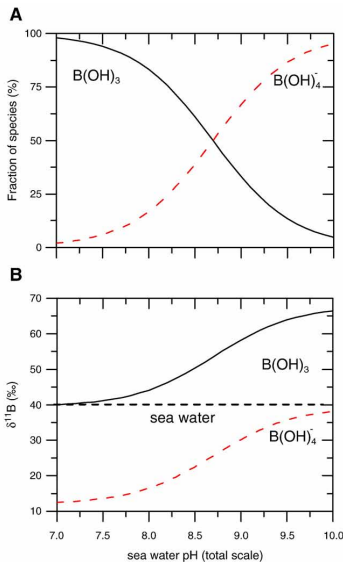 A
100
75
50
25
0
Fraction of species (%)
B(OH)₃
B(OH)₄⁻
B
70
60
50
40
30
20
10
δ¹¹B (‰)
B(OH)₃
sea water
B(OH)₄⁻
7.0 7.5 8.0 8.5 9.0 9.5 10.0
sea water pH (total scale)